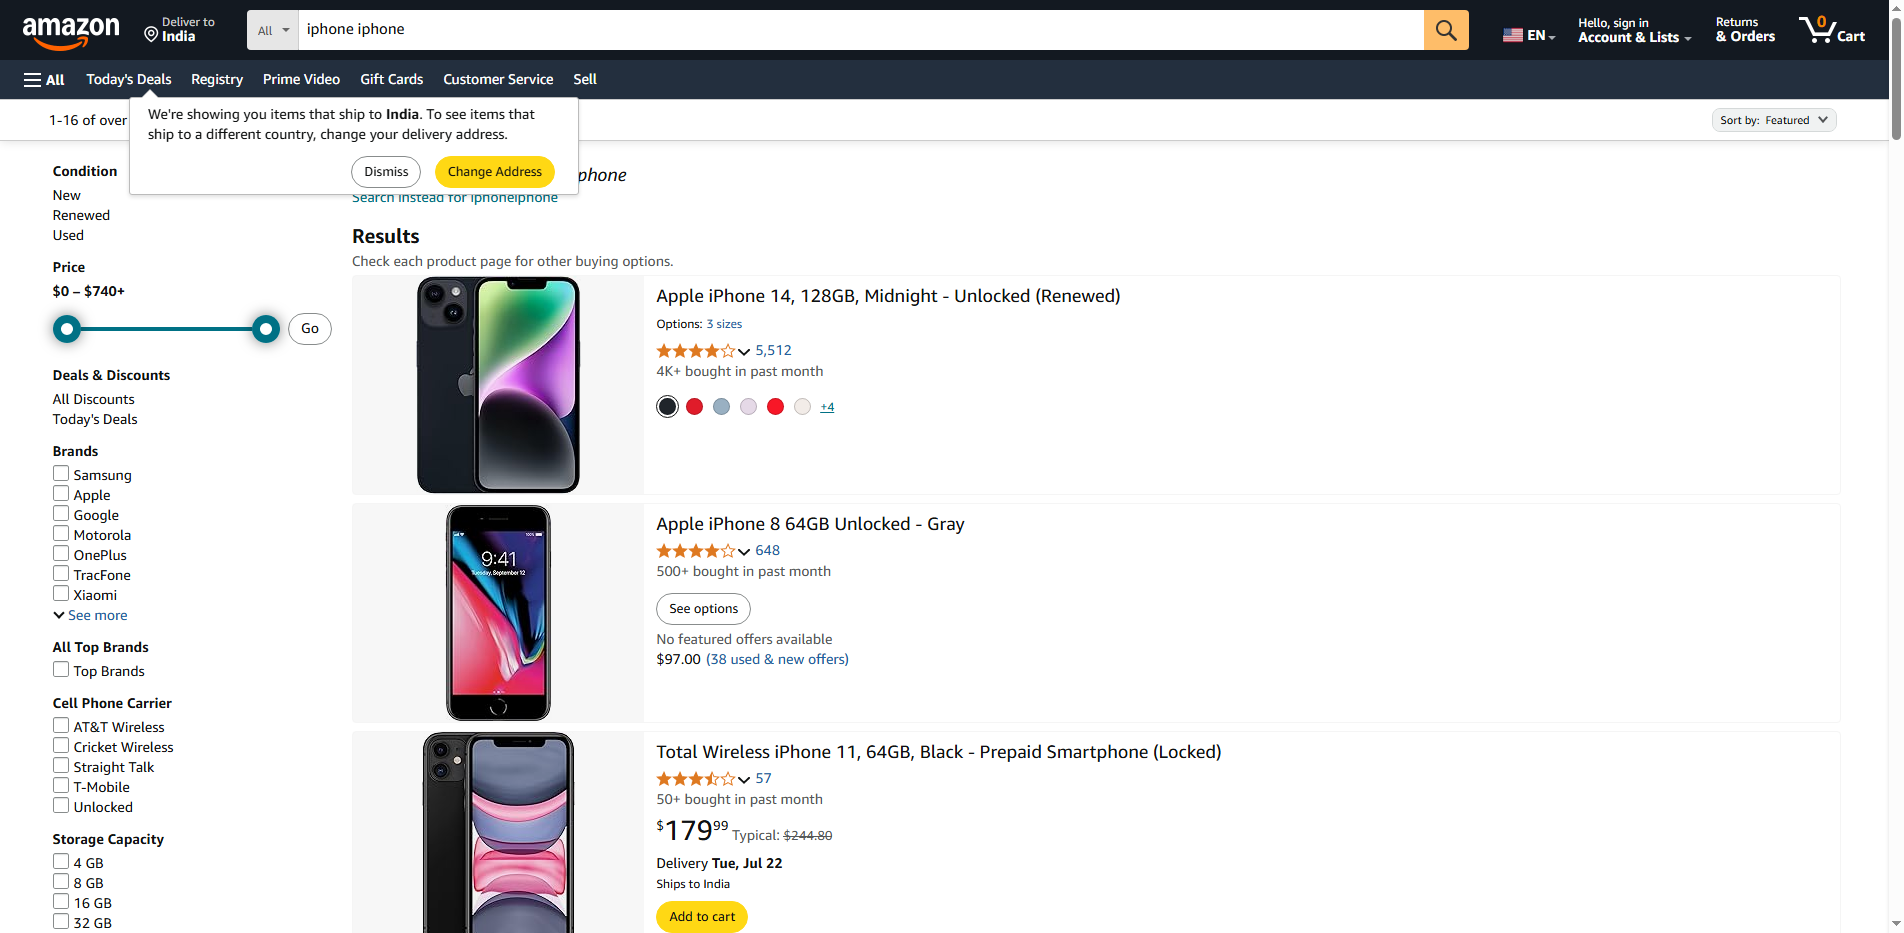 amazon
Deliver to
India
All
iphone iphone
EN
Hello, sign in
Account & Lists
Returns
& Orders
0
Cart
All
Today's Deals
Registry
Prime Video
Gift Cards
Customer Service
Sell
We're showing you items that ship to India. To see items that
ship to a different country, change your delivery address.
Dismiss
Change Address
1-16 of over
Sort by: Featured
phone
Search instead for iphoneiphone
Condition
New
Renewed
Used
Price
$0 – $740+
Go
Deals & Discounts
All Discounts
Today's Deals
Brands
Samsung
Apple
Google
Motorola
OnePlus
TracFone
Xiaomi
See more
All Top Brands
Top Brands
Cell Phone Carrier
AT&T Wireless
Cricket Wireless
Straight Talk
T-Mobile
Unlocked
Storage Capacity
4 GB
8 GB
16 GB
32 GB
Results
Check each product page for other buying options.
Apple iPhone 14, 128GB, Midnight - Unlocked (Renewed)
Options: 3 sizes
5,512
4K+ bought in past month
+4
9:41
Tuesday, September 12
Apple iPhone 8 64GB Unlocked - Gray
648
500+ bought in past month
See options
No featured offers available
$97.00 (38 used & new offers)
Total Wireless iPhone 11, 64GB, Black - Prepaid Smartphone (Locked)
57
50+ bought in past month
$179.99 Typical: $244.80
Delivery Tue, Jul 22
Ships to India
Add to cart